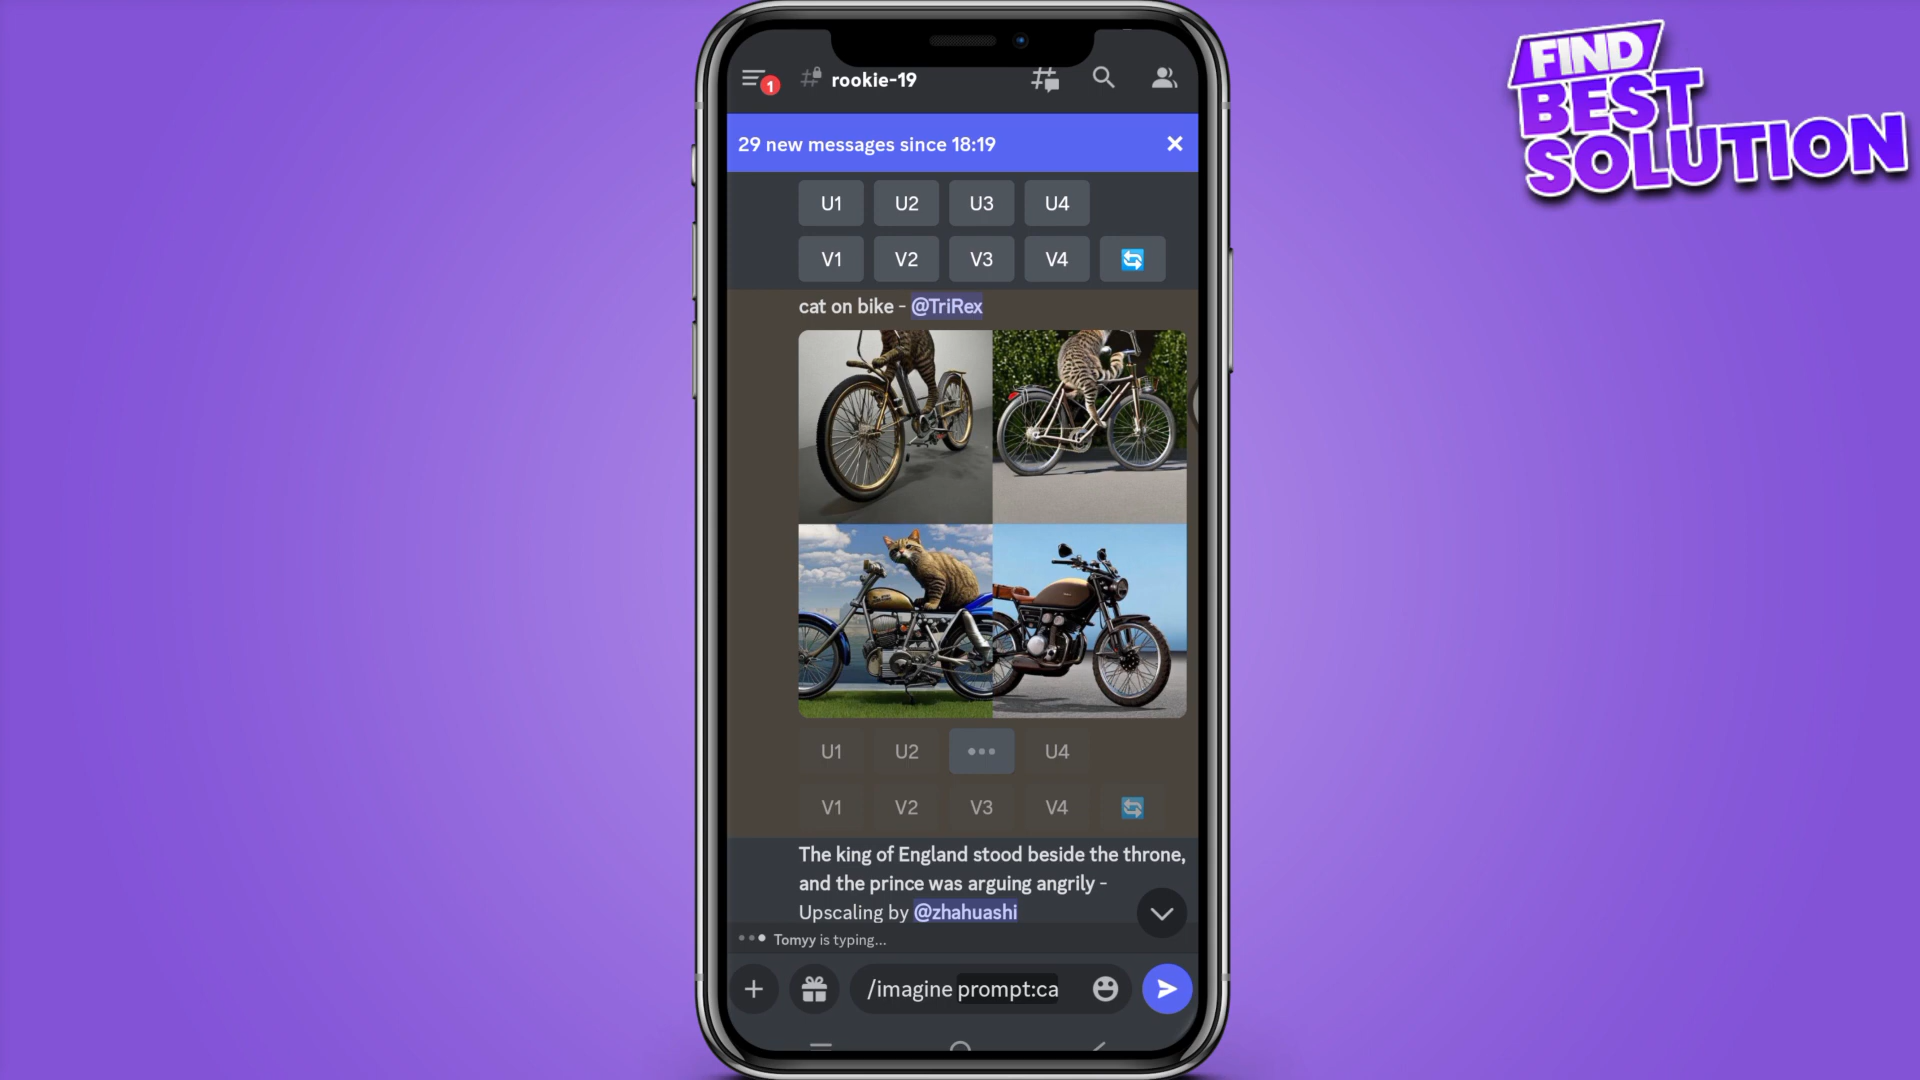 FIND
BEST
SOLUTION
1
rookie-19
29 new messages since 18:19
U1 U2 U3 U4
V1 V2 V3 V4
cat on bike - @TriRex
U1 U2 U4
V1 V2 V3 V4
The king of England stood beside the throne,
and the prince was arguing angrily -
Upscaling by @zhahuashi
Tomyy is typing...
/imagine prompt:ca